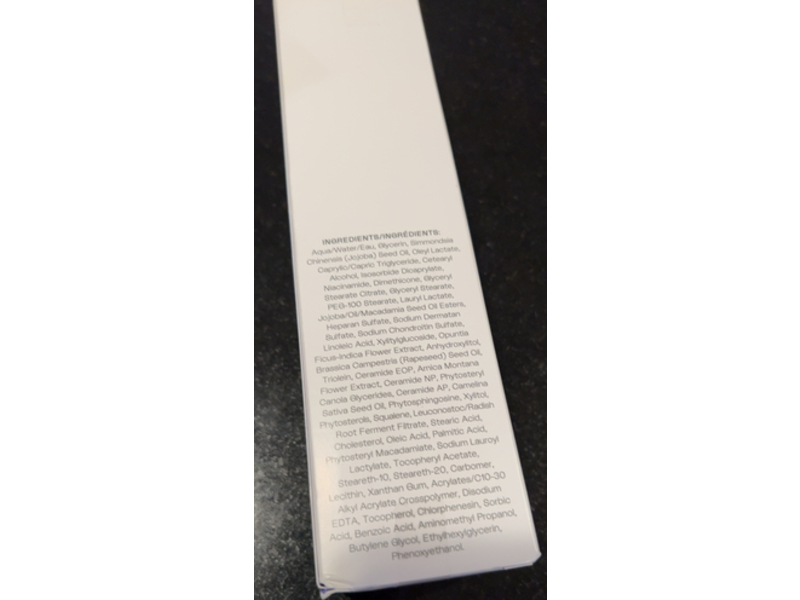 INGREDIENTS/INGRÉDIENTS:
Aqua/Water/Eau, Glycerin, Simmondsia
Chinensis (Jojoba) Seed Oil, Oleyl Lactate,
Caprylic/Capric Triglyceride, Cetearyl
Alcohol, Isosorbide Dicaprylate,
Niacinamide, Dimethicone, Glyceryl
Stearate Citrate, Glyceryl Stearate,
PEG-100 Stearate, Lauryl Lactate,
Jojoba/Oil/Macadamia Seed Oil Esters,
Heparan Sulfate, Sodium Dermatan
Sulfate, Sodium Chondroitin Sulfate,
Linoleic Acid, Xylitylglucoside, Opuntia
Ficus-Indica Flower Extract, Anhydroxylitol,
Brassica Campestris (Rapeseed) Seed Oil,
Triolein, Ceramide EOP, Arnica Montana
Flower Extract, Ceramide NP, Phytosteryl
Canola Glycerides, Ceramide AP, Camelina
Sativa Seed Oil, Phytosphingosine, Xylitol,
Phytosterols, Squalene, Leuconostoc/Radish
Root Ferment Filtrate, Stearic Acid,
Cholesterol, Oleic Acid, Palmitic Acid,
Phytosteryl Macadamiate, Sodium Lauroyl
Lactylate, Tocopheryl Acetate,
Steareth-10, Steareth-20, Carbomer,
Lecithin, Xanthan Gum, Acrylates/C10-30
Alkyl Acrylate Crosspolymer, Disodium
EDTA, Tocopherol, Chlorphenesin, Sorbic
Acid, Benzoic Acid, Aminomethyl Propanol,
Butylene Glycol, Ethylhexylglycerin,
Phenoxyethanol.